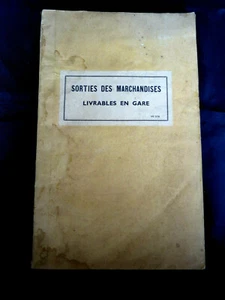 SORTIES DES MARCHANDISES
LIVRABLES EN GARE